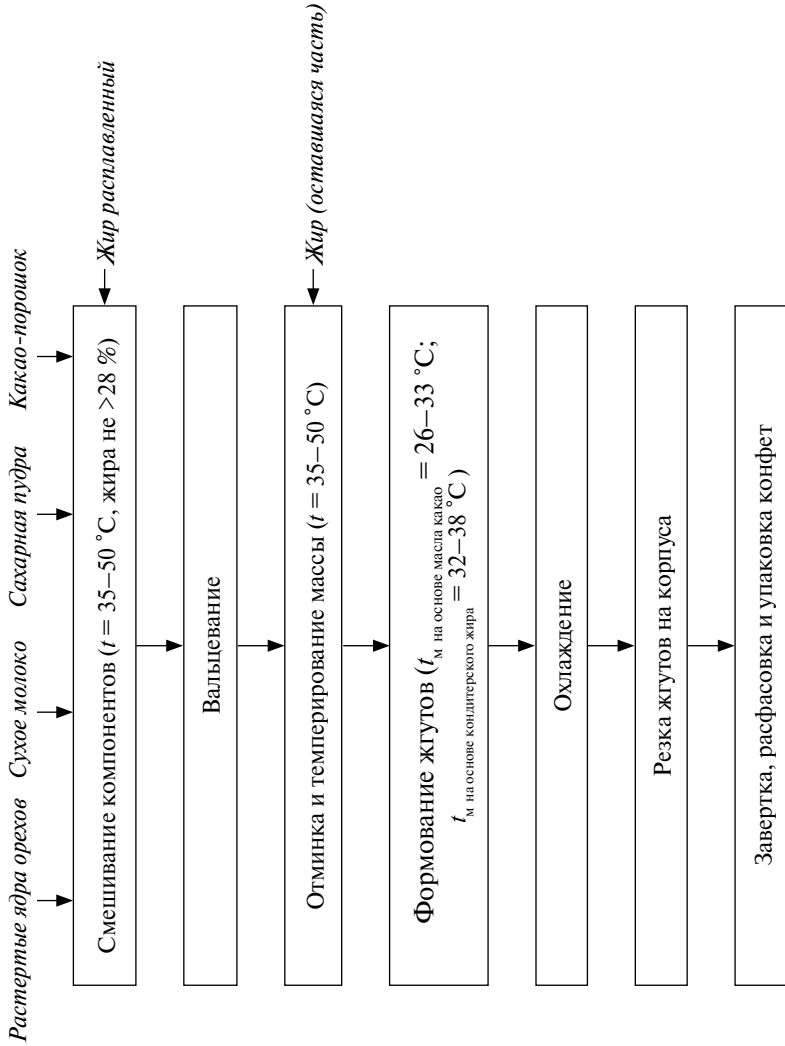 Растертые ядра орехов Сухое молоко Сахарная пудра Какао-порошок
Смешивание компонентов (t = 35–50 °С, жира не >28 %)
Жир расплавленный
Вальцевание
Отминка и темперирование массы (t = 35–50 °С)
Жир (оставшаяся часть)
Формование жгутов (tм на основе масла какао = 26–33 °С;
tм на основе кондитерского жира = 32–38 °С )
Охлаждение
Резка жгутов на корпуса
Завертка, расфасовка и упаковка конфет